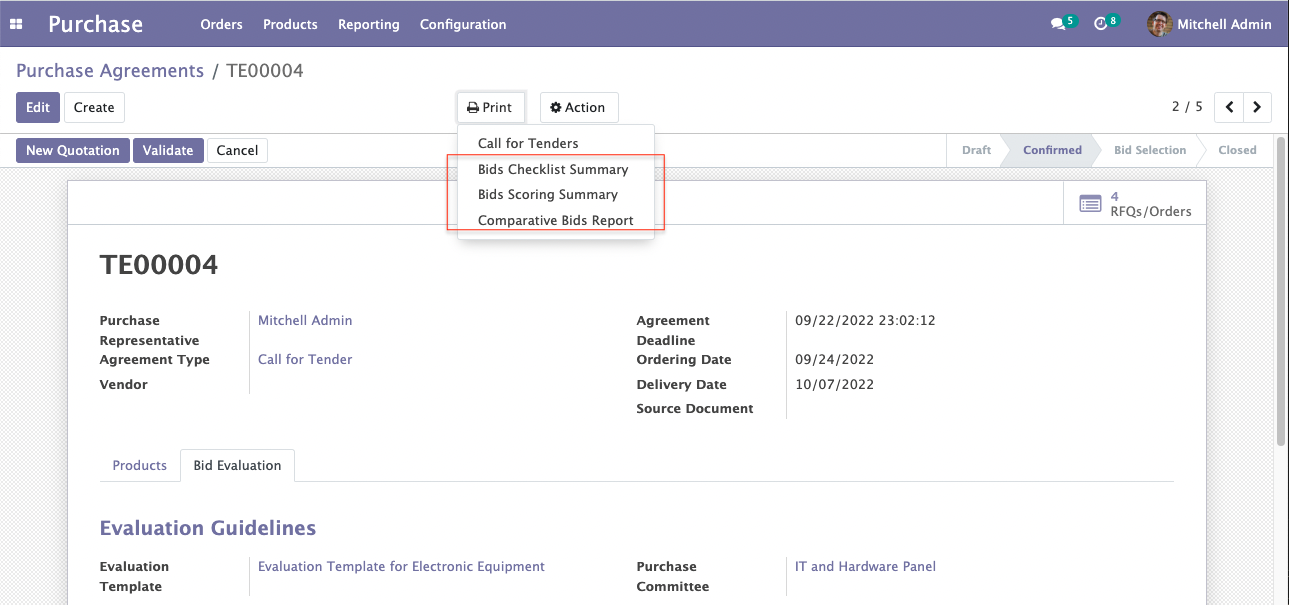 Purchase Orders Products Reporting Configuration 5 8 Mitchell Admin
Purchase Agreements / TE00004
Edit Create Print Action 2 / 5
New Quotation Validate Cancel Draft Confirmed Bid Selection Closed
Call for Tenders
Bids Checklist Summary
Bids Scoring Summary
Comparative Bids Report
4
RFQs/Orders
TE00004
Purchase
Representative
Mitchell Admin
Agreement Type Call for Tender
Vendor
Agreement
Deadline
09/22/2022 23:02:12
Ordering Date 09/24/2022
Delivery Date 10/07/2022
Source Document
Products Bid Evaluation
Evaluation Guidelines
Evaluation
Template
Evaluation Template for Electronic Equipment
Purchase
Committee
IT and Hardware Panel